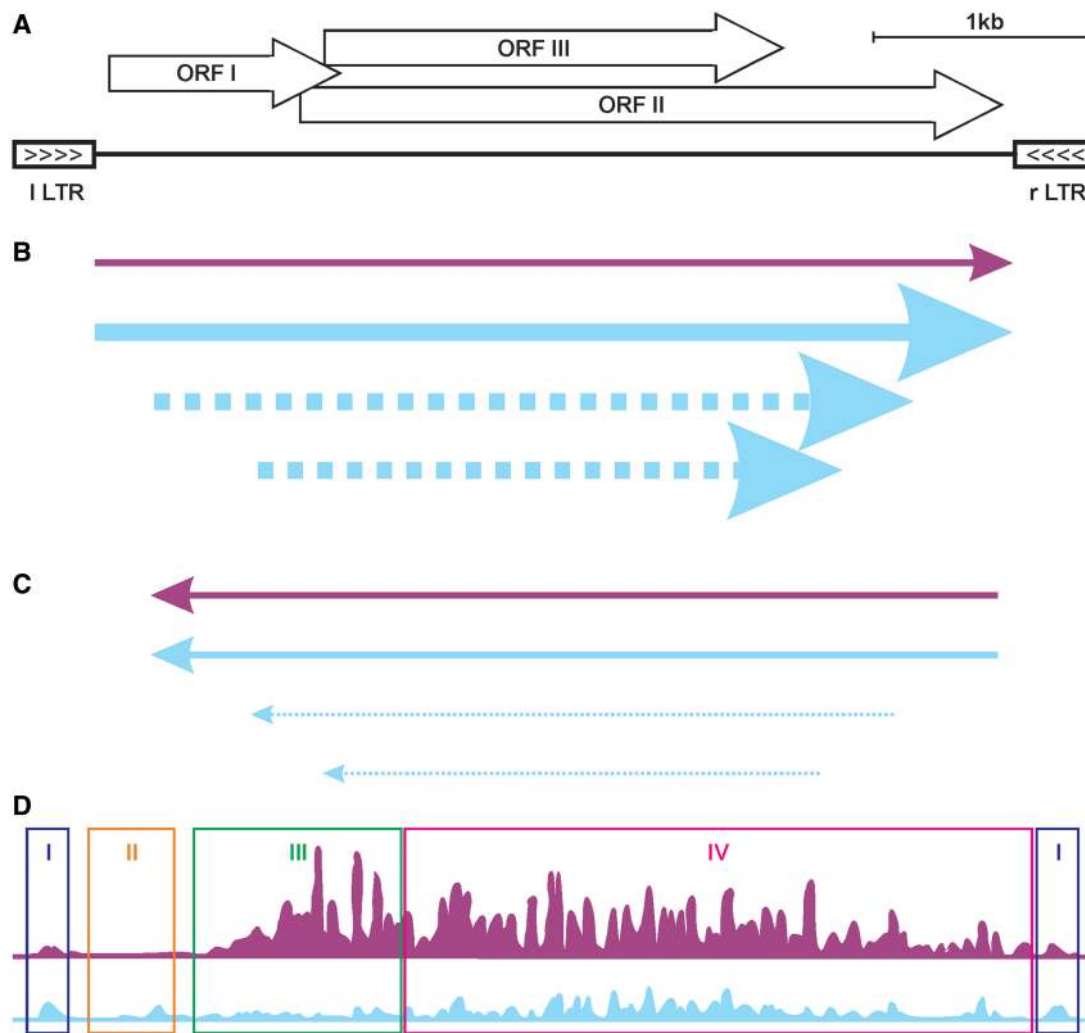 A
1kb
ORF III
ORF I
ORF II
>>>> <<<<
l LTR r LTR
B
C
D
I II III IV I